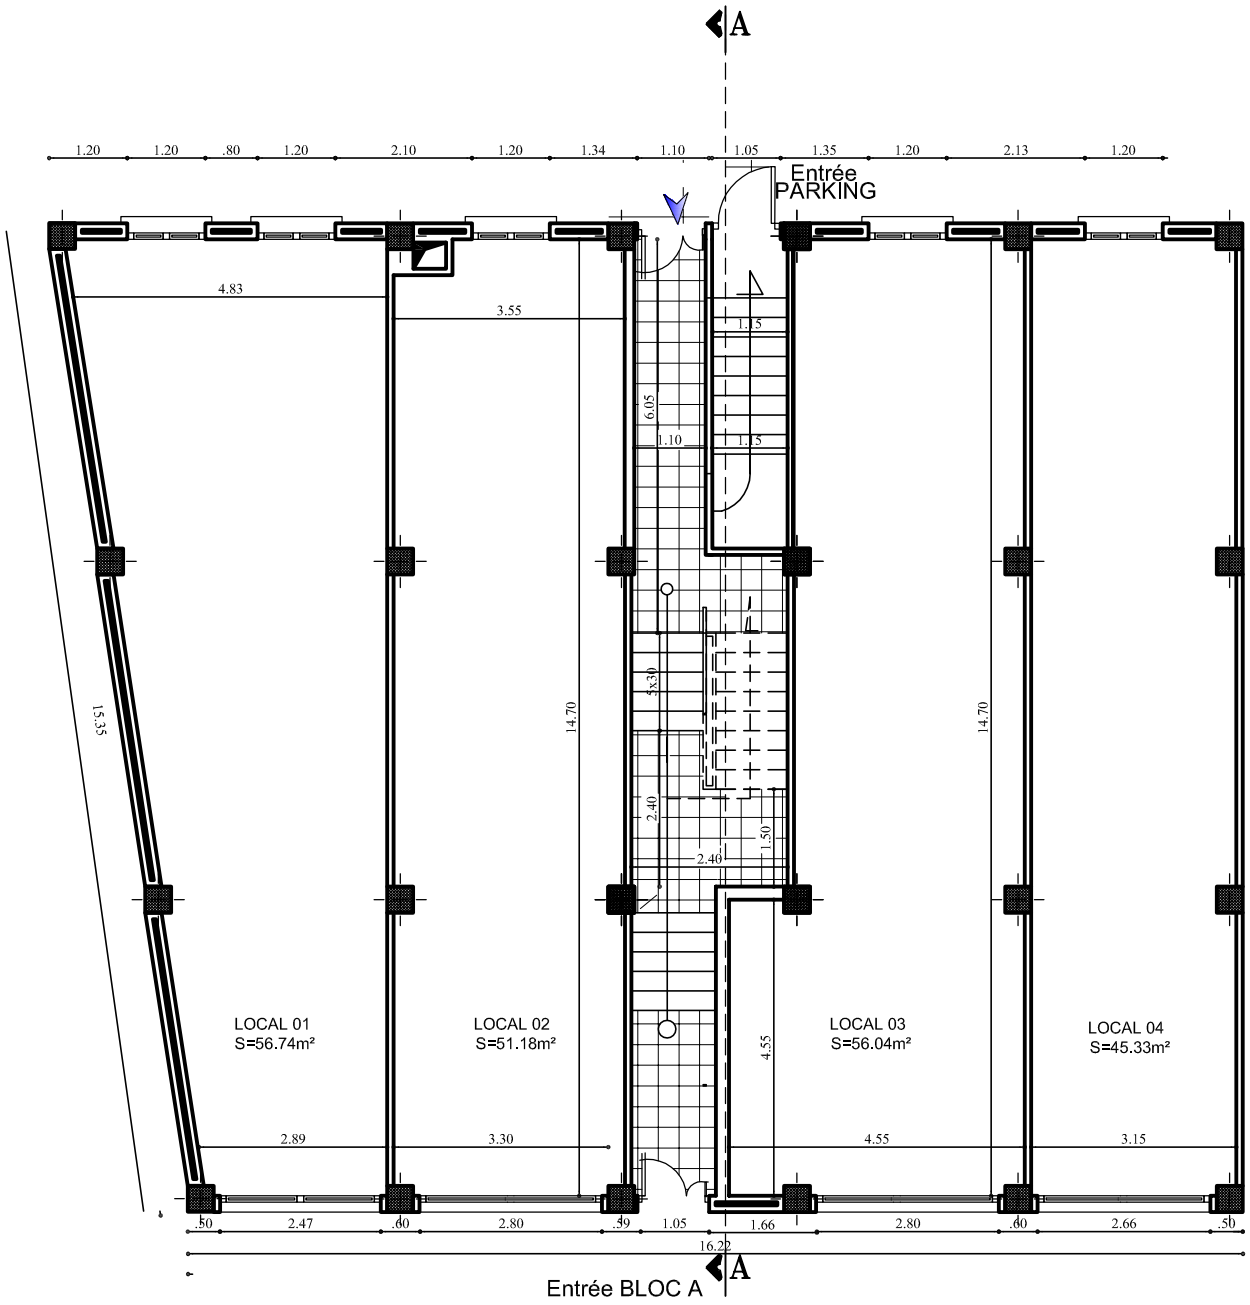 A
1.20 1.20 .80 1.20 2.10 1.20 1.34 1.10 1.05 1.35 1.20 2.13 1.20
Entrée
PARKING
4.83
3.55
1.15
6.05
1.10 1.15
5x30
15.35
14.70
14.70
2.40
1.50
2.40
LOCAL 01
S=56.74m²
LOCAL 02
S=51.18m²
LOCAL 03
S=56.04m²
LOCAL 04
S=45.33m²
4.55
2.89 3.30 4.55 3.15
.50 2.47 .60 2.80 .59 1.05 1.66 2.80 .60 2.66 .50
16.22
A
Entrée BLOC A